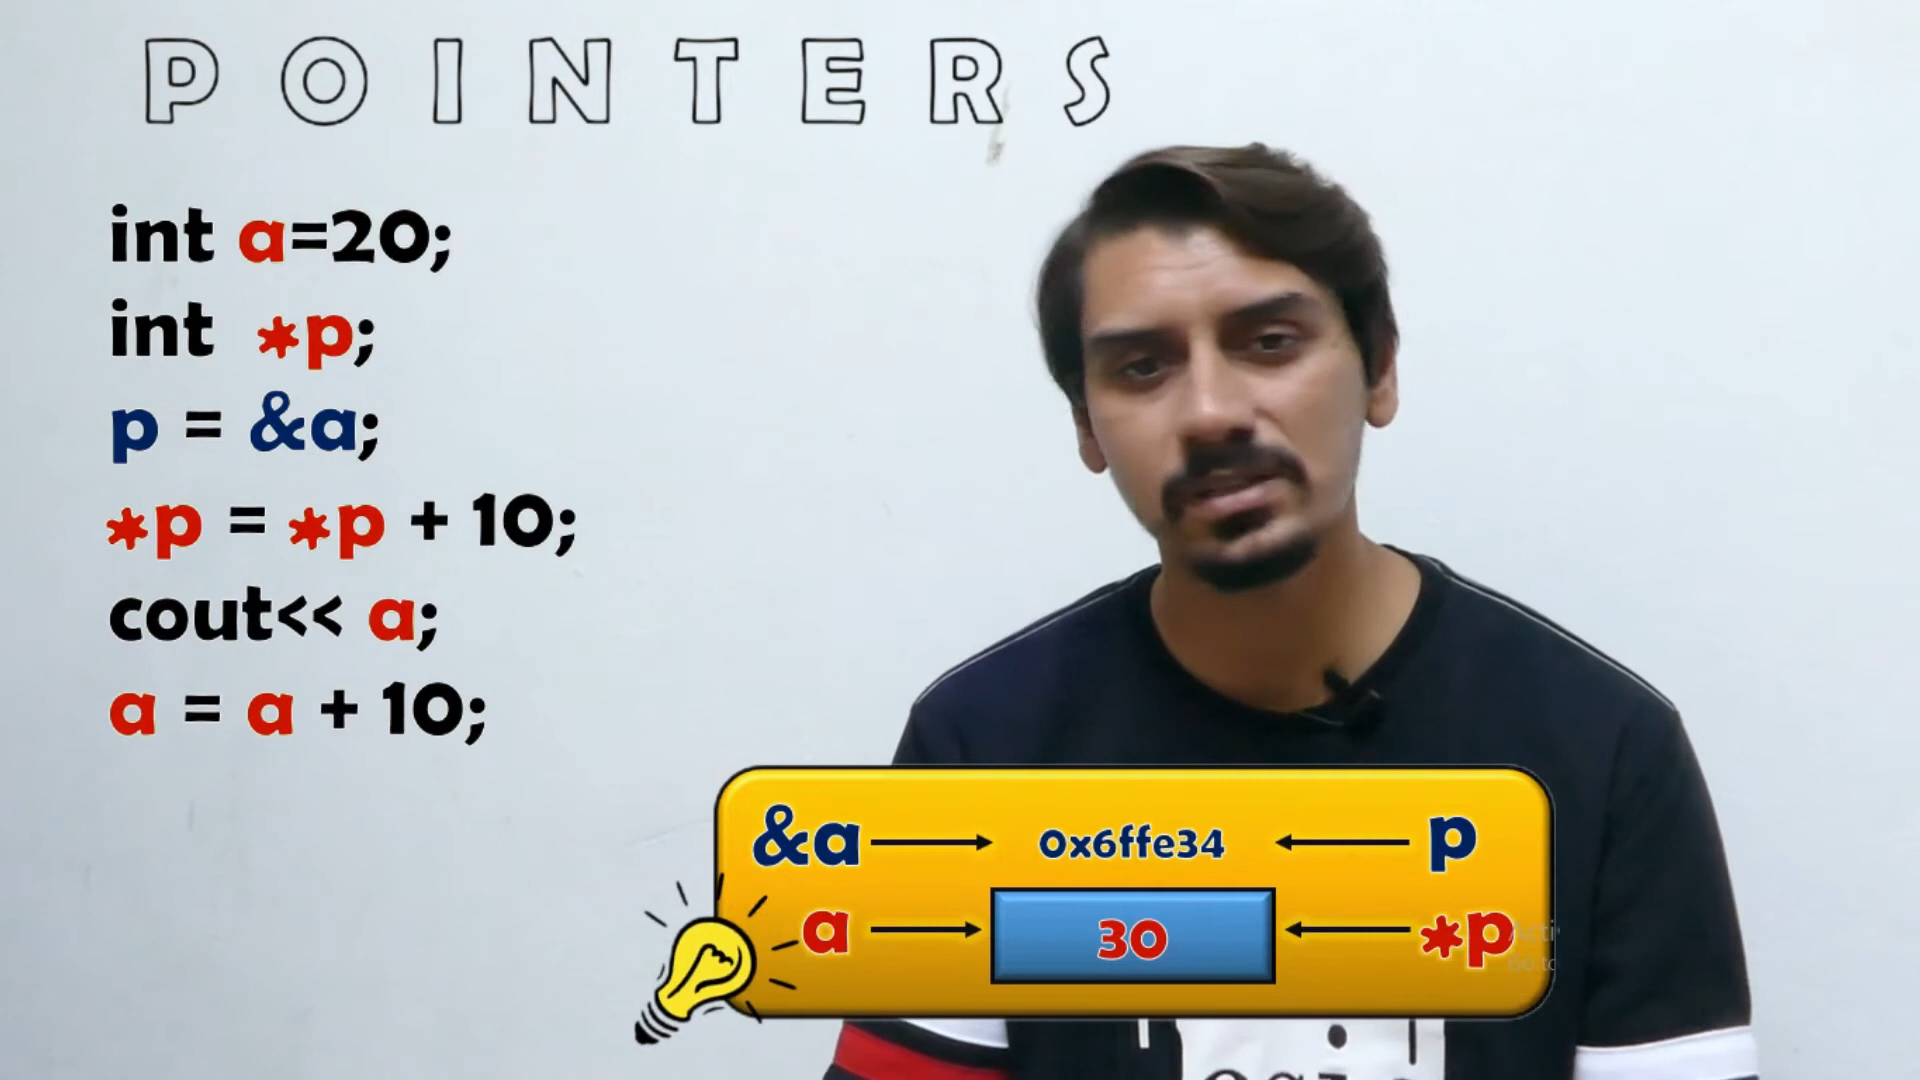 POINTERS
int a=20;
int *p;
p = &a;
*p = *p + 10;
cout<< a;
a = a + 10;
&a 0x6ffe34 p
a 30 *p